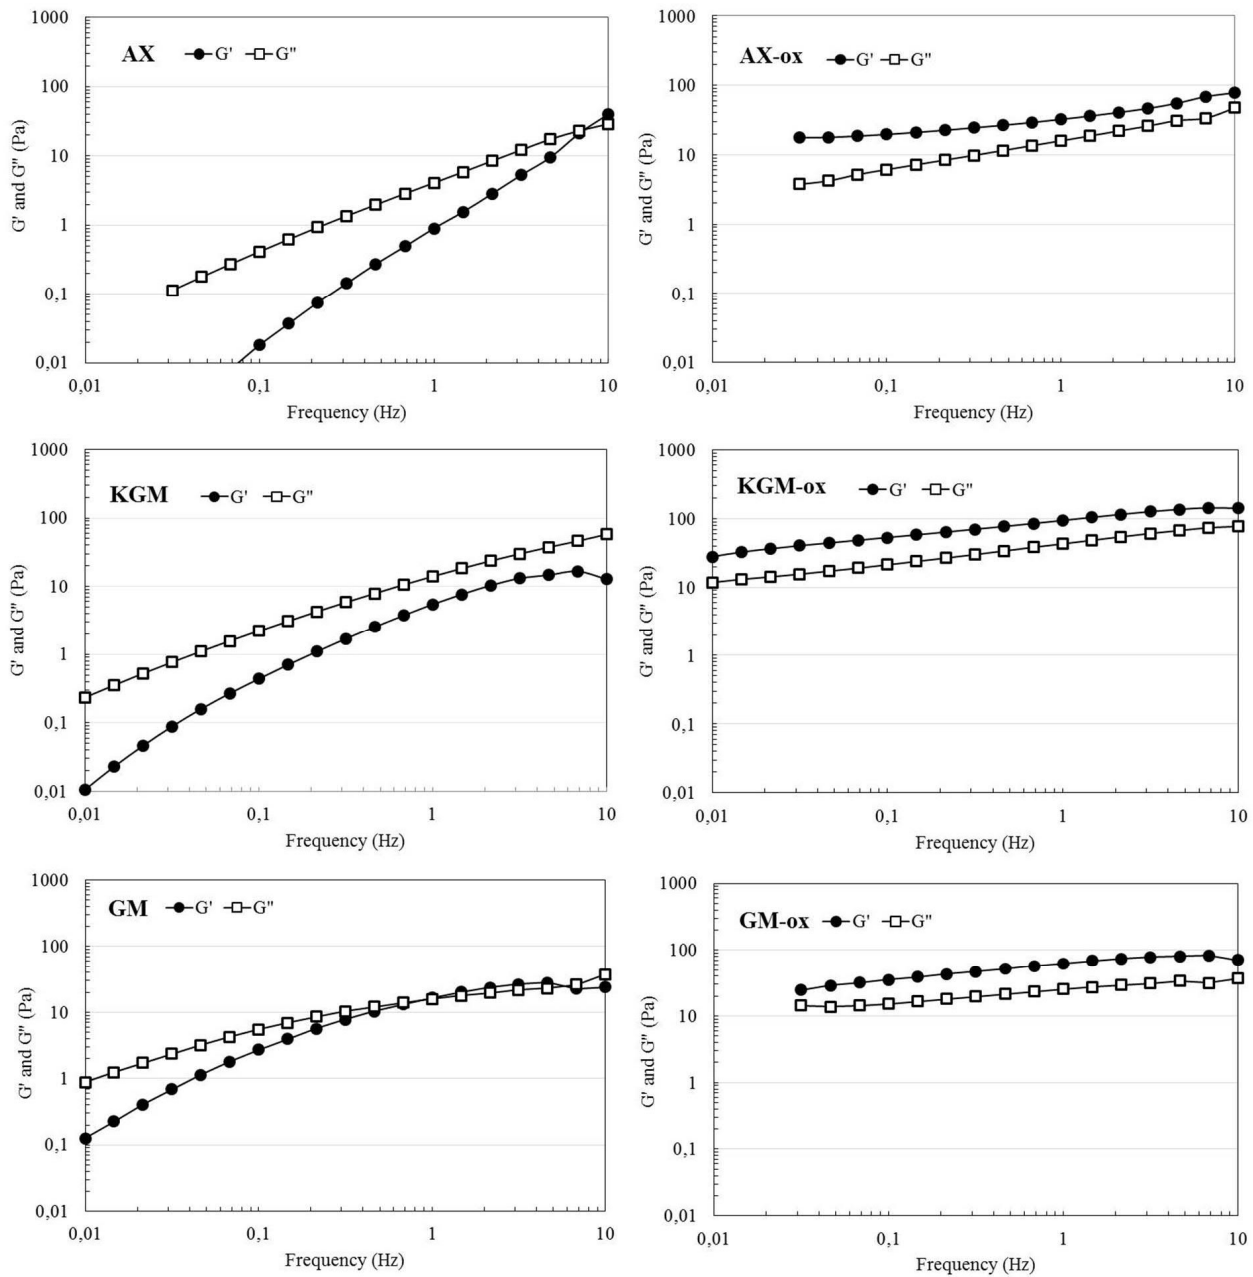 AX G' G"
1000
100
10
1
0,1
0,01
G' and G" (Pa)
0,01 0,1 1 10
Frequency (Hz)
AX-ox G' G"
1000
100
10
1
0,1
0,01
G' and G" (Pa)
0,01 0,1 1 10
Frequency (Hz)
KGM G' G"
1000
100
10
1
0,1
0,01
G' and G" (Pa)
0,01 0,1 1 10
Frequency (Hz)
KGM-ox G' G"
1000
100
10
1
0,1
0,01
G' and G" (Pa)
0,01 0,1 1 10
Frequency (Hz)
GM G' G"
1000
100
10
1
0,1
0,01
G' and G" (Pa)
0,01 0,1 1 10
Frequency (Hz)
GM-ox G' G"
1000
100
10
1
0,1
0,01
G' and G" (Pa)
0,01 0,1 1 10
Frequency (Hz)